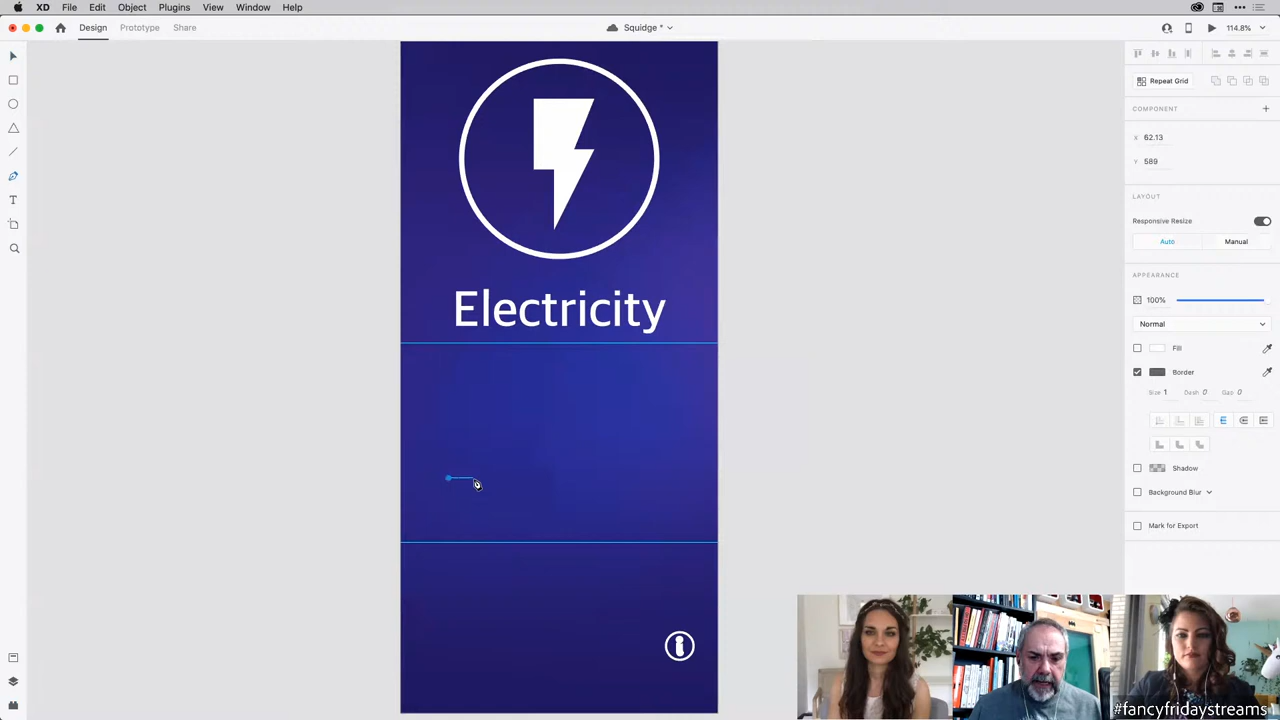 XD File Edit Object Plugins View Window Help
Design Prototype Share Squidge * 114.8%
Repeat Grid
COMPONENT
X 62.13
Y 589
LAYOUT
Responsive Resize
Auto Manual
APPEARANCE
100%
Normal
Fill
Border
Size 1 Dash 0 Gap 0
Shadow
Background Blur
Mark for Export
Electricity
#fancyfridaystreams